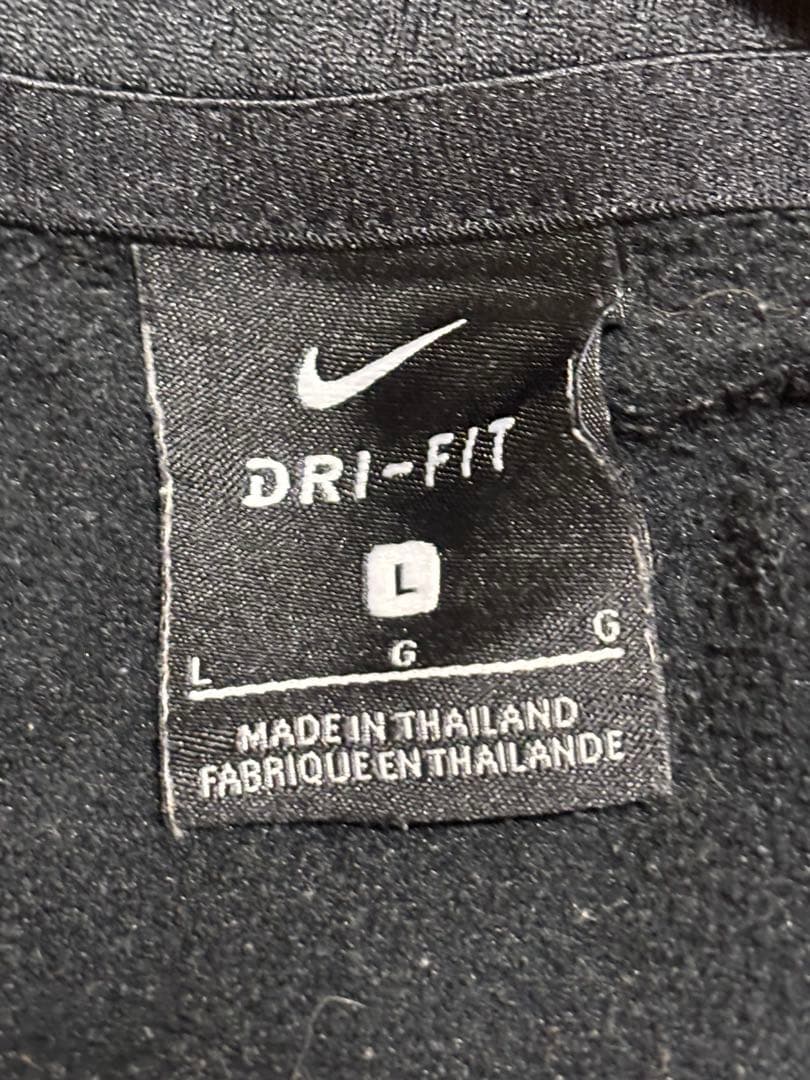 DRI-FIT
L
L G G
MADE IN THAILAND
FABRIQUE EN THAILANDE